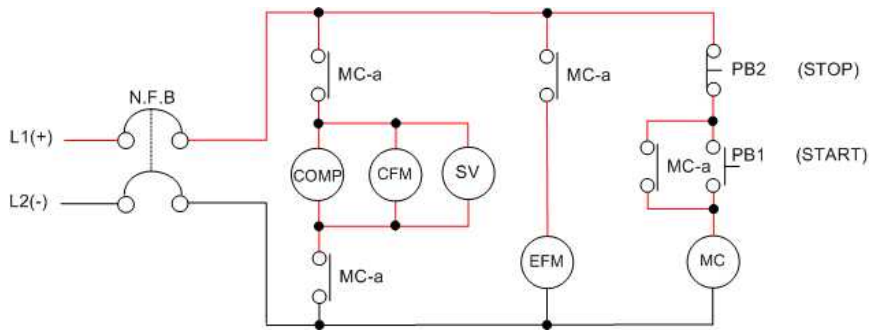 MC-a
MC-a
PB2 (STOP)
N.F.B
L1(+)
COMP
CFM
SV
MC-a
PB1 (START)
L2(-)
MC-a
EFM
MC